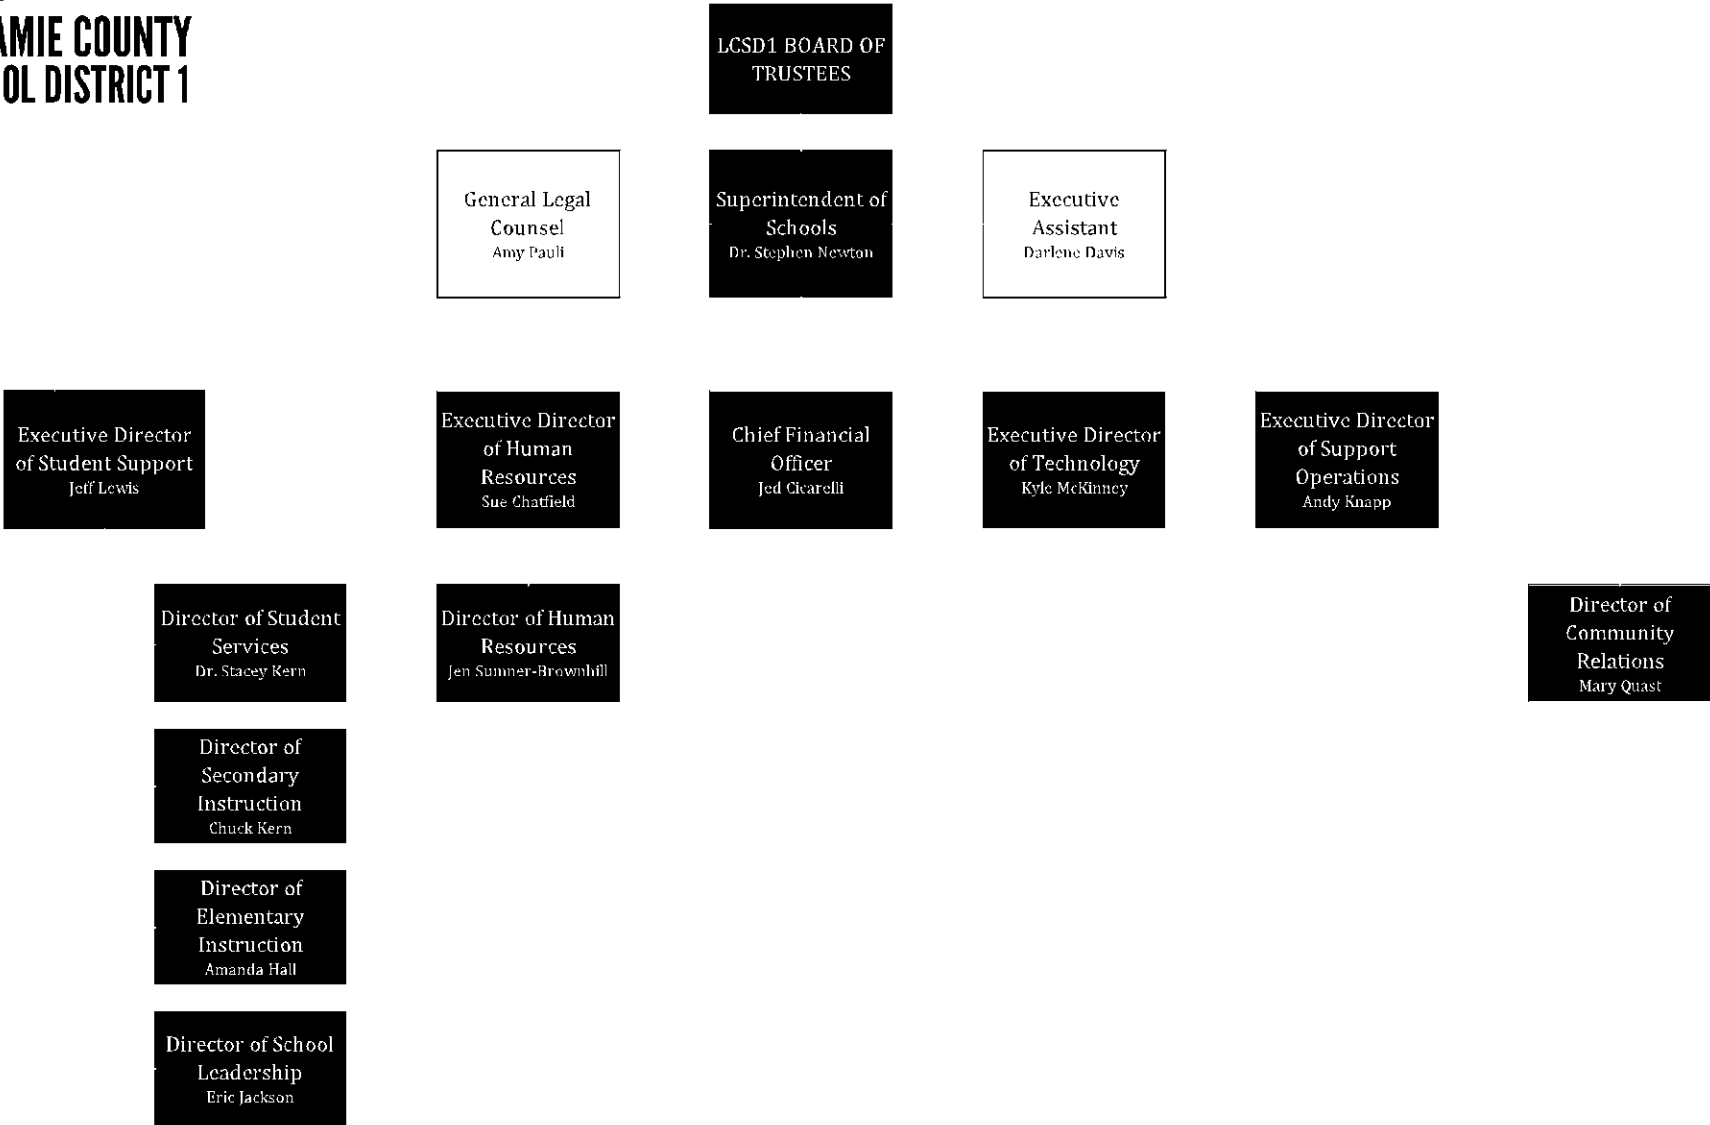 AMIE COUNTY
OL DISTRICT 1
LCSD1 BOARD OF
TRUSTEES
General Legal
Counsel
Amy Pauli
Superintendent of
Schools
Dr. Stephen Newton
Executive
Assistant
Darlene Davis
Executive Director
of Student Support
Jeff Lewis
Executive Director
of Human
Resources
Sue Chatfield
Chief Financial
Officer
Jed Cicarelli
Executive Director
of Technology
Kyle McKinney
Executive Director
of Support
Operations
Andy Knapp
Director of Student
Services
Dr. Stacey Kern
Director of Human
Resources
Jen Sumner-Brownhill
Director of
Community
Relations
Mary Quast
Director of
Secondary
Instruction
Chuck Kern
Director of
Elementary
Instruction
Amanda Hall
Director of School
Leadership
Eric Jackson